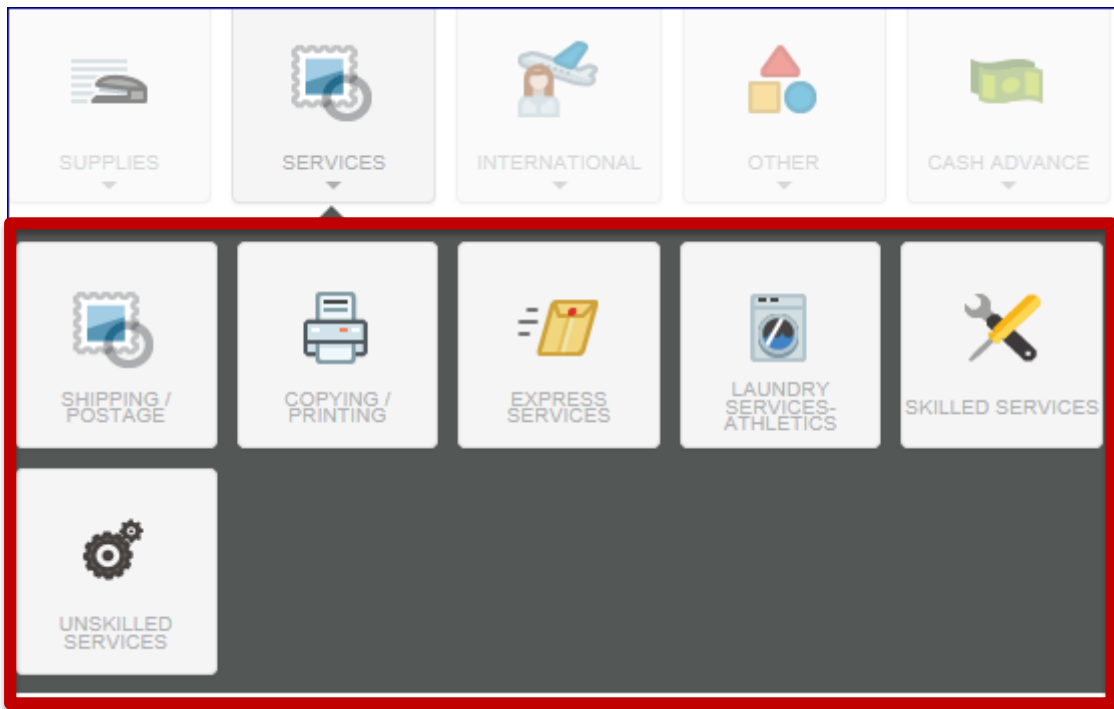 SUPPLIES
SERVICES
INTERNATIONAL
OTHER
CASH ADVANCE
SHIPPING /
POSTAGE
COPYING /
PRINTING
EXPRESS
SERVICES
LAUNDRY
SERVICES-
ATHLETICS
SKILLED SERVICES
UNSKILLED
SERVICES